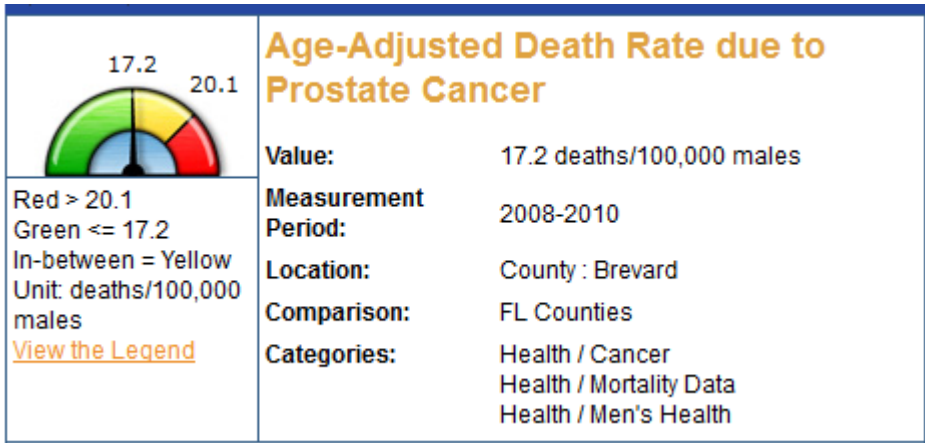 17.2
20.1
Red > 20.1
Green <= 17.2
In-between = Yellow
Unit: deaths/100,000
males
View the Legend
Age-Adjusted Death Rate due to
Prostate Cancer
Value: 17.2 deaths/100,000 males
Measurement
Period: 2008-2010
Location: County : Brevard
Comparison: FL Counties
Categories: Health / Cancer
Health / Mortality Data
Health / Men's Health